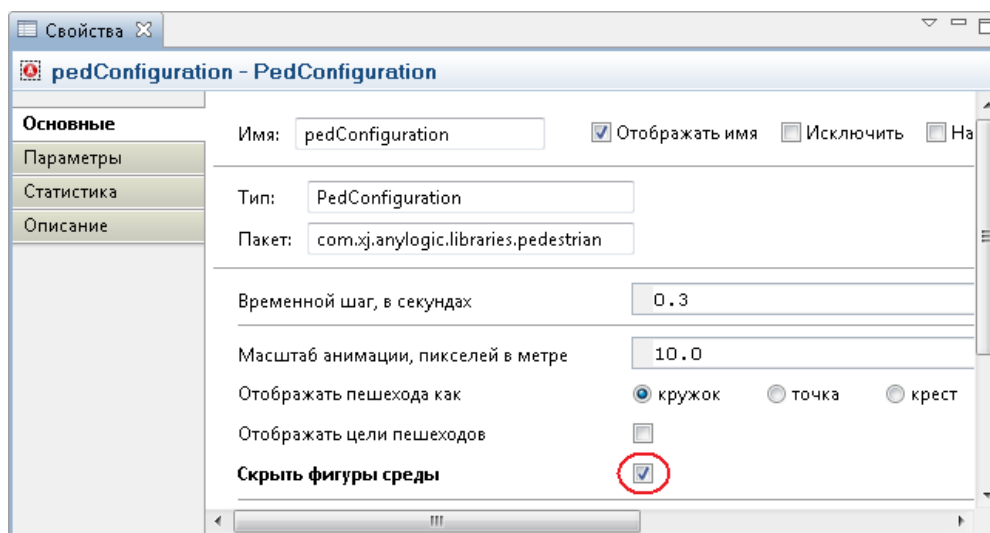 Свойства
pedConfiguration - PedConfiguration
Основные
Параметры
Статистика
Описание
Имя: pedConfiguration Отображать имя Исключить На
Тип: PedConfiguration
Пакет: com.xj.anylogic.libraries.pedestrian
Временной шаг, в секундах 0.3
Масштаб анимации, пикселей в метре 10.0
Отображать пешехода как кружок точка крест
Отображать цели пешеходов
Скрыть фигуры среды